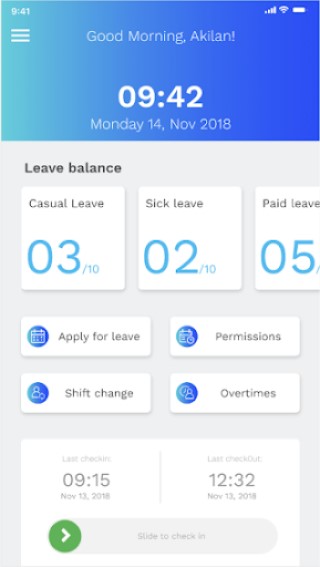 9:41
Good Morning, Akilan!
09:42
Monday 14, Nov 2018
Leave balance
Casual Leave Sick leave Paid leave
03/10 02/10 05/
Apply for leave Permissions
Shift change Overtimes
Last checkin: Last checkOut:
09:15 12:32
Nov 13, 2018 Nov 13, 2018
Slide to check in